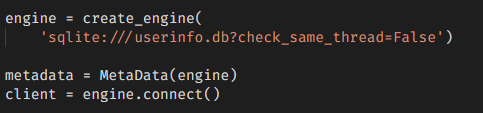 engine = create_engine(
    'sqlite:///userinfo.db?check_same_thread=False')
metadata = MetaData(engine)
client = engine.connect()